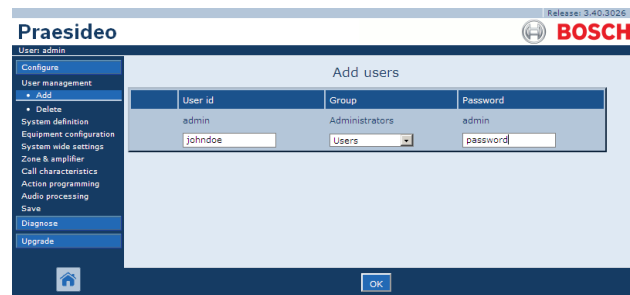 Release: 3.40.3026
Praesideo
BOSCH
User: admin
Configure
User management
• Add
• Delete
System definition
Equipment configuration
System wide settings
Zone & amplifier
Call characteristics
Action programming
Audio processing
Save
Diagnose
Upgrade
Add users
User id Group Password
admin Administrators admin
johndoe Users password
OK